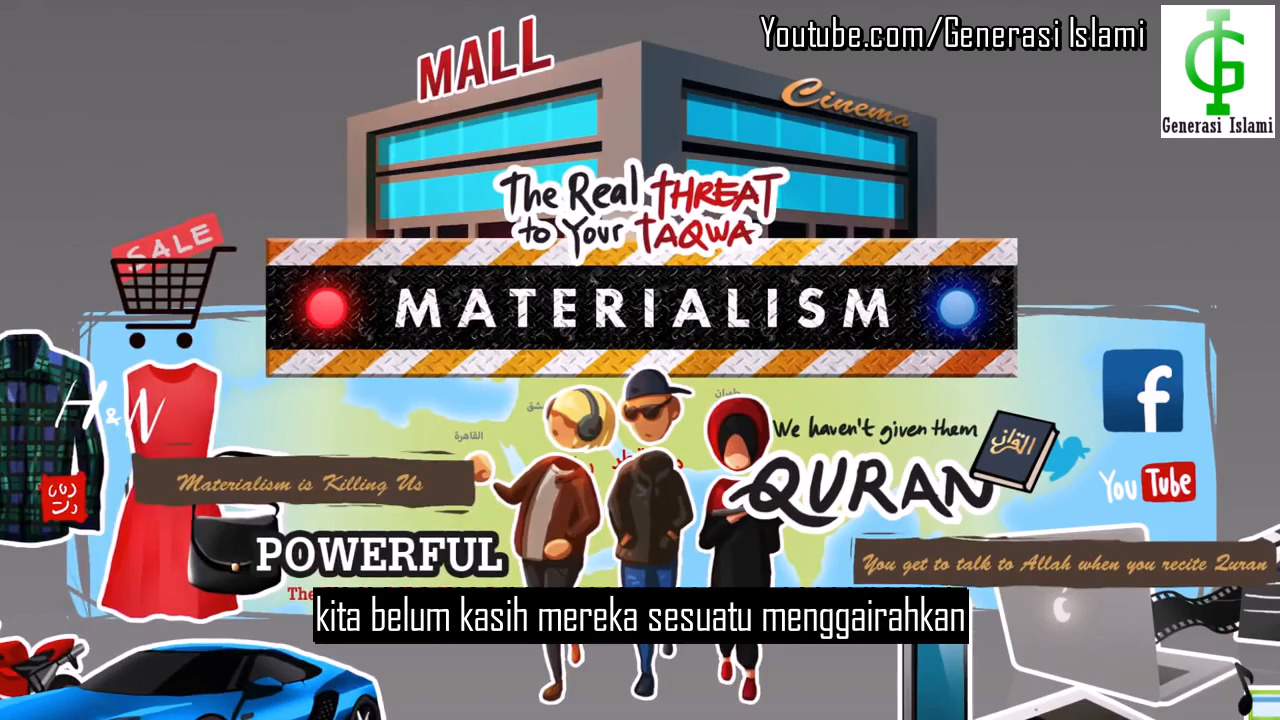 Youtube.com/Generasi Islami
Generasi Islami
MALL
Cinema
The Real THREAT
to Your TAQWA
SALE
MATERIALISM
H&N
القاهرة
طهران
We haven't given them
QURAN
القرآن
f
You Tube
Materialism is Killing Us
POWERFUL
You get to talk to Allah when you recite Quran
kita belum kasih mereka sesuatu menggairahkan